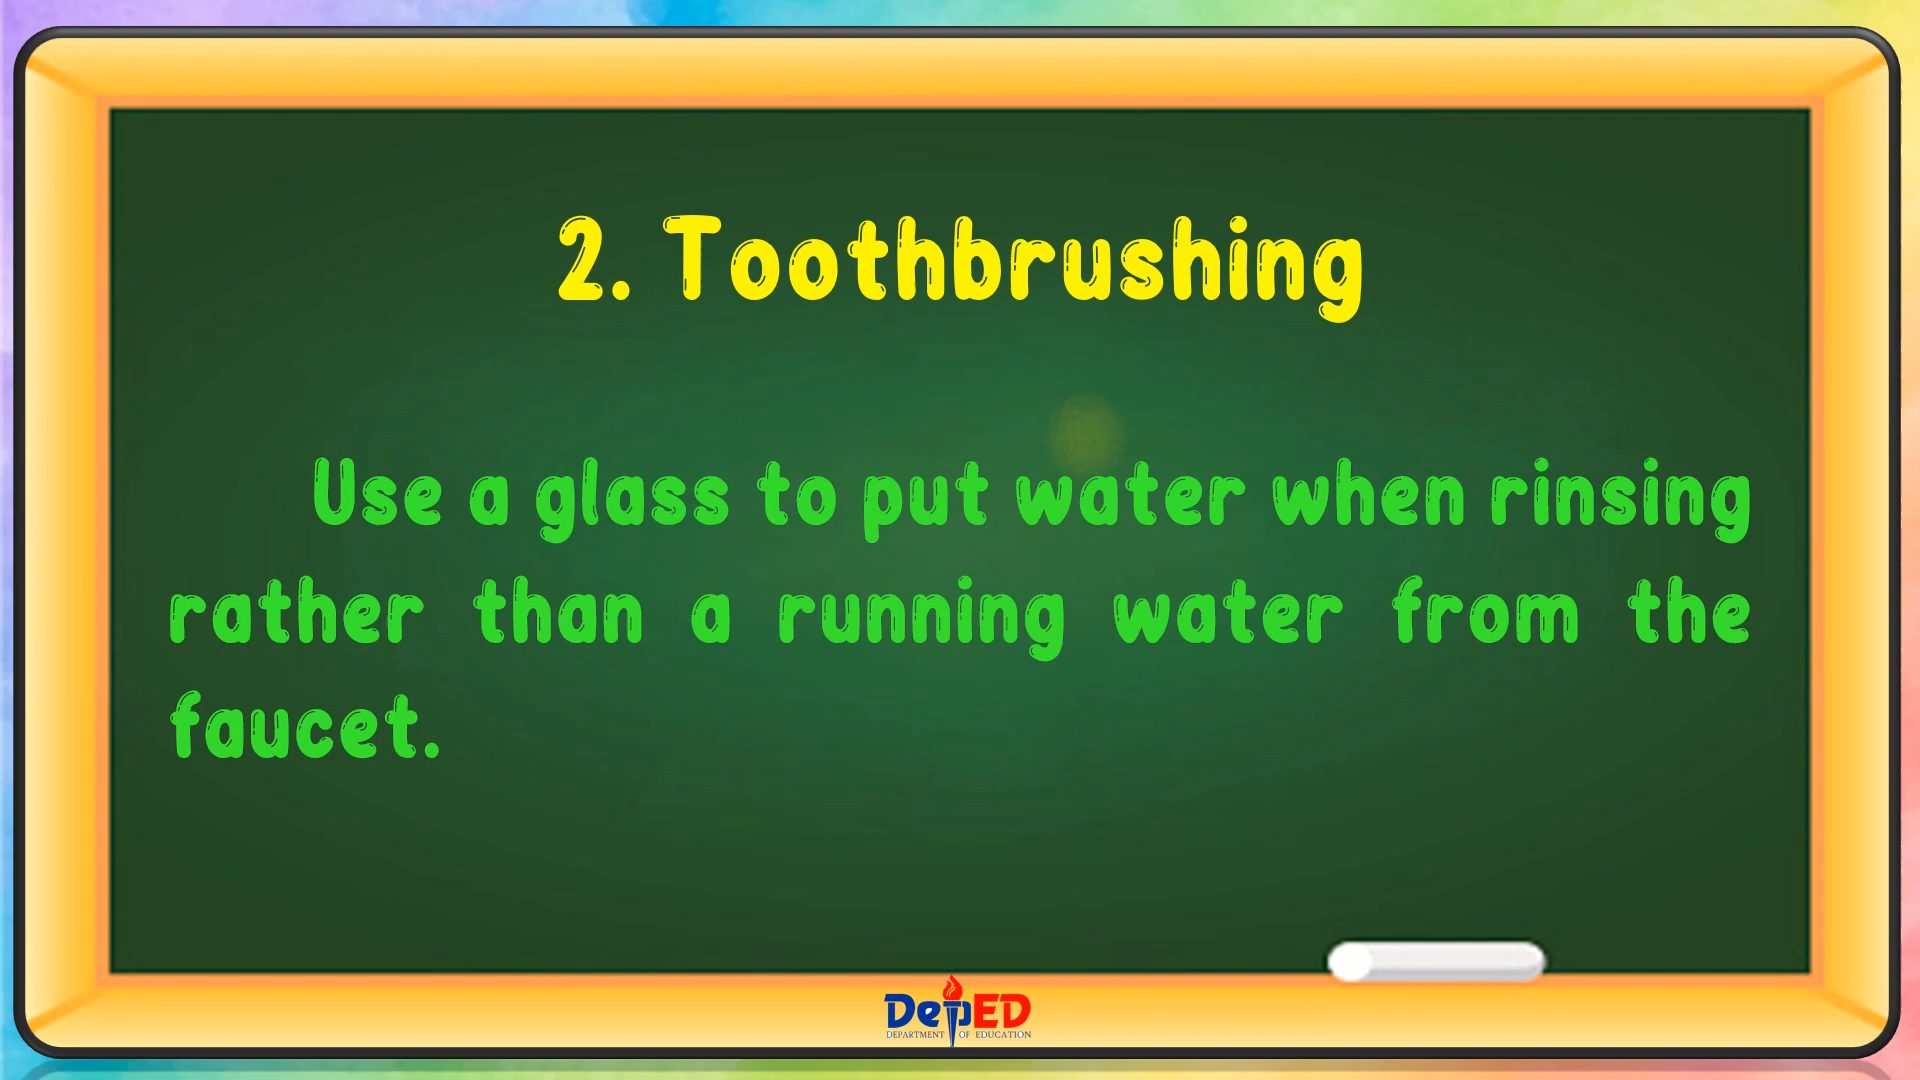 2. Toothbrushing
Use a glass to put water when rinsing
rather than a running water from the
faucet.
DepED
DEPARTMENT OF EDUCATION